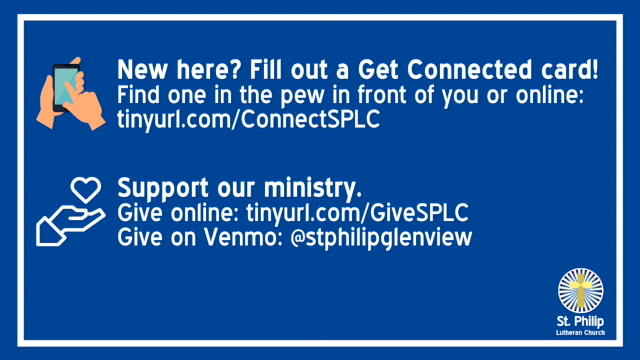 New here? Fill out a Get Connected card!
Find one in the pew in front of you or online:
tinyurl.com/ConnectSPLC
Support our ministry.
Give online: tinyurl.com/GiveSPLC
Give on Venmo: @stphilipglenview
St. Philip
Lutheran Church